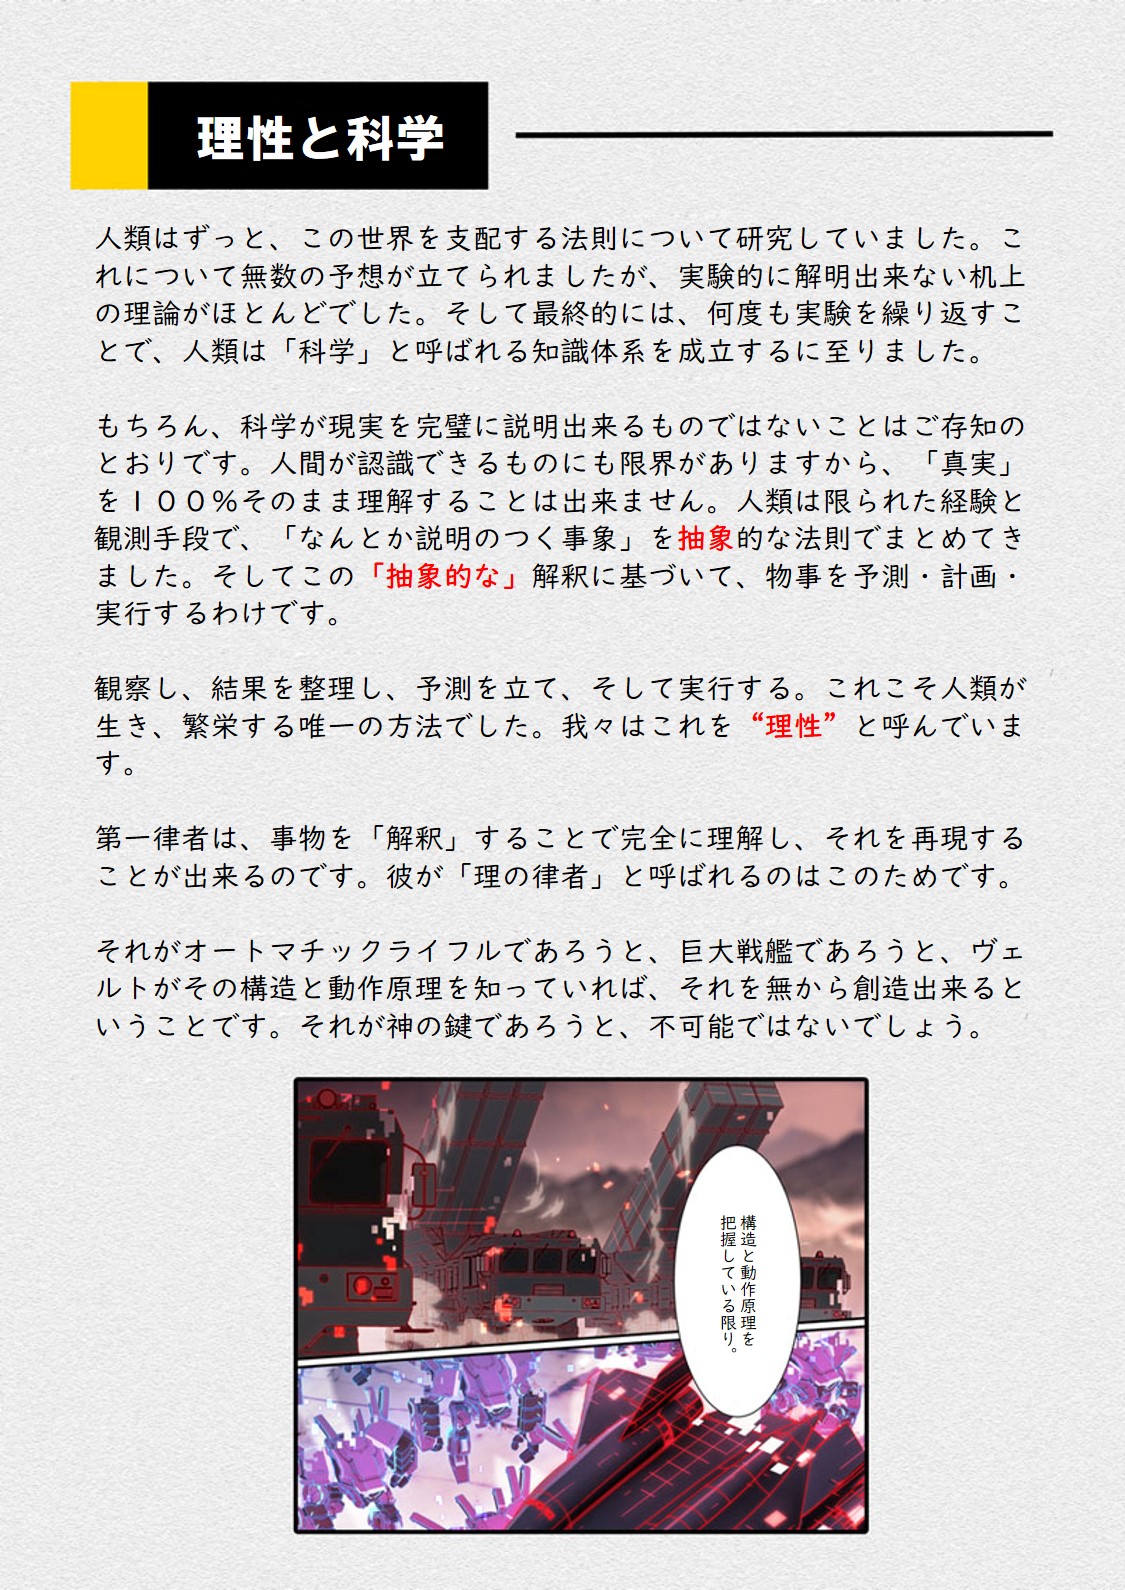 理性と科学
人類はずっと、この世界を支配する法則について研究していました。こ
れについて無数の予想が立てられましたが、実験的に解明出来ない机上
の理論がほとんどでした。そして最終的には、何度も実験を繰り返すこ
とで、人類は「科学」と呼ばれる知識体系を成立するに至りました。
もちろん、科学が現実を完璧に説明出来るものではないことはご存知の
とおりです。人間が認識できるものにも限界がありますから、「真実」
を１００％そのまま理解することは出来ません。人類は限られた経験と
観測手段で、「なんとか説明のつく事象」を抽象的な法則でまとめてき
ました。そしてこの「抽象的な」解釈に基づいて、物事を予測・計画・
実行するわけです。
観察し、結果を整理し、予測を立て、そして実行する。これこそ人類が
生き、繁栄する唯一の方法でした。我々はこれを“理性”と呼んでいま
す。
第一律者は、事物を「解釈」することで完全に理解し、それを再現する
ことが出来るのです。彼が「理の律者」と呼ばれるのはこのためです。
それがオートマチックライフルであろうと、巨大戦艦であろうと、ヴェ
ルトがその構造と動作原理を知っていれば、それを無から創造出来ると
いうことです。それが神の鍵であろうと、不可能ではないでしょう。
構造と動作原理を
把握している限り。